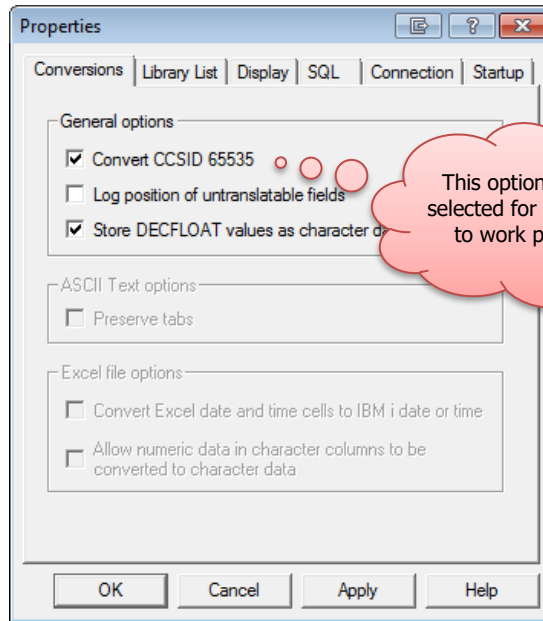 Properties
Conversions Library List Display SQL Connection Startup
General options
Convert CCSID 65535
Log position of untranslatable fields
Store DECFLOAT values as character
This option
selected for
to work p
ASCII Text options
Preserve tabs
Excel file options
Convert Excel date and time cells to IBM i date or time
Allow numeric data in character columns to be
converted to character data
OK Cancel Apply Help